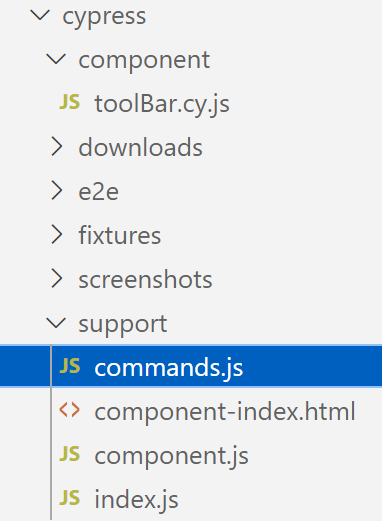 cypress
component
JS toolBar.cy.js
downloads
e2e
fixtures
screenshots
support
JS commands.js
<> component-index.html
JS component.js
JS index.js